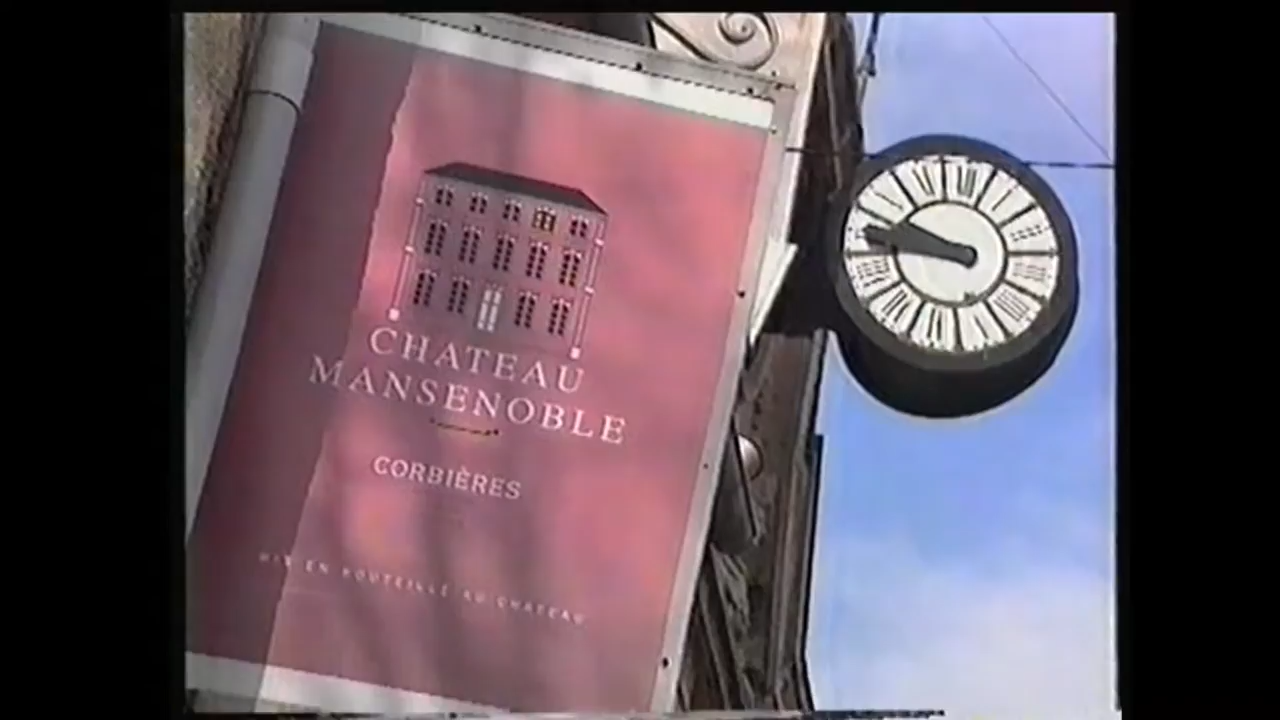 CHATEAU
MANSENOBLE
CORBIÈRES
MIS EN BOUTEILLE AU CHATEAU